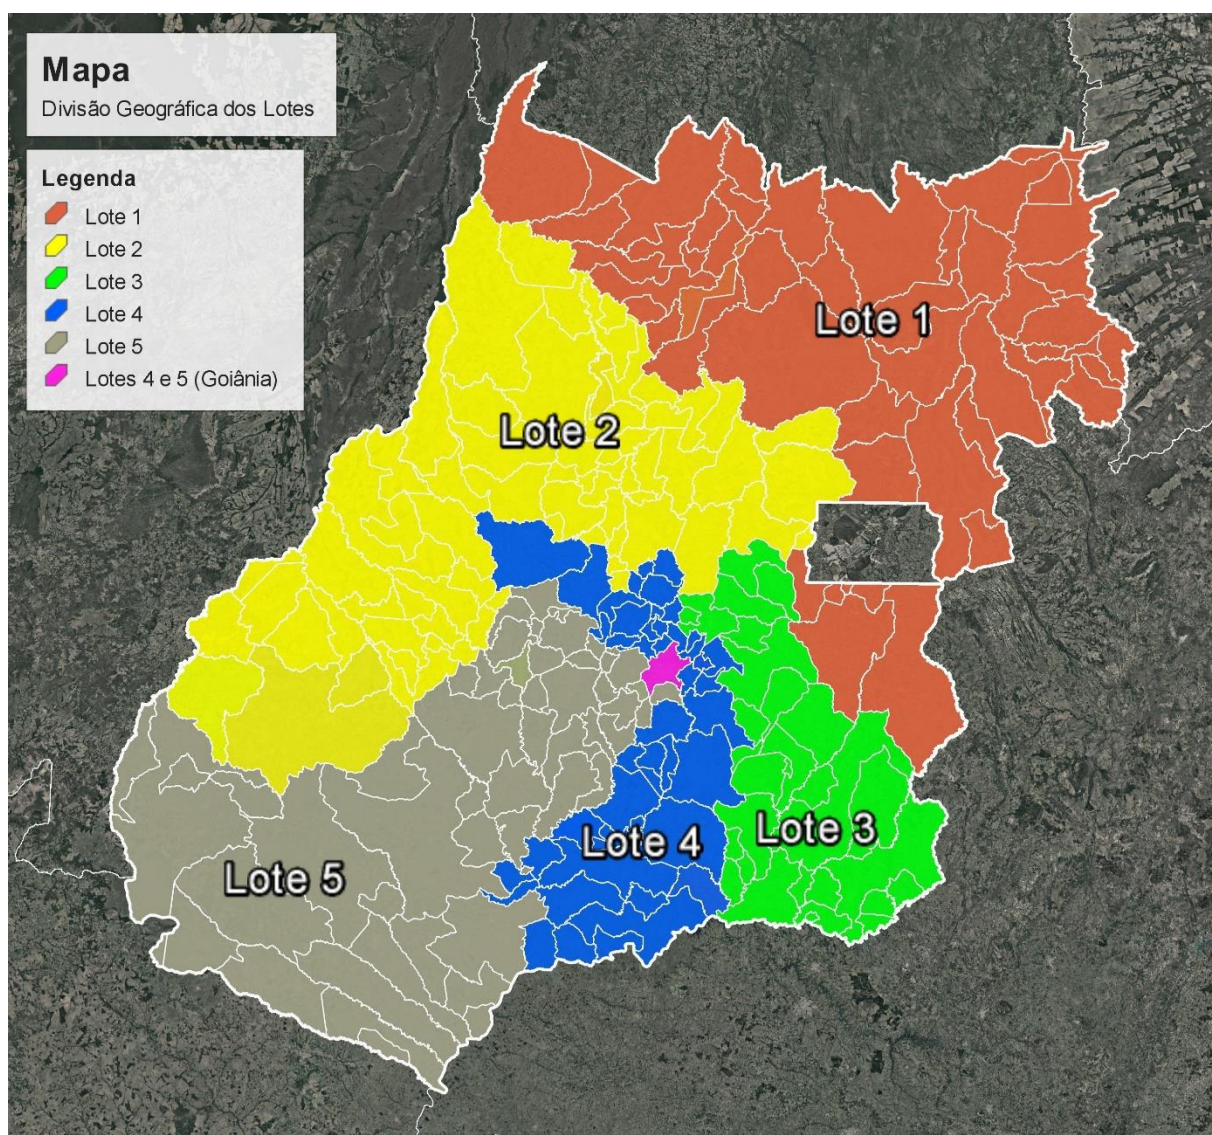 Mapa
Divisão Geográfica dos Lotes
Legenda
Lote 1
Lote 2
Lote 3
Lote 4
Lote 5
Lotes 4 e 5 (Goiânia)
Lote 1
Lote 2
Lote 3
Lote 4
Lote 5